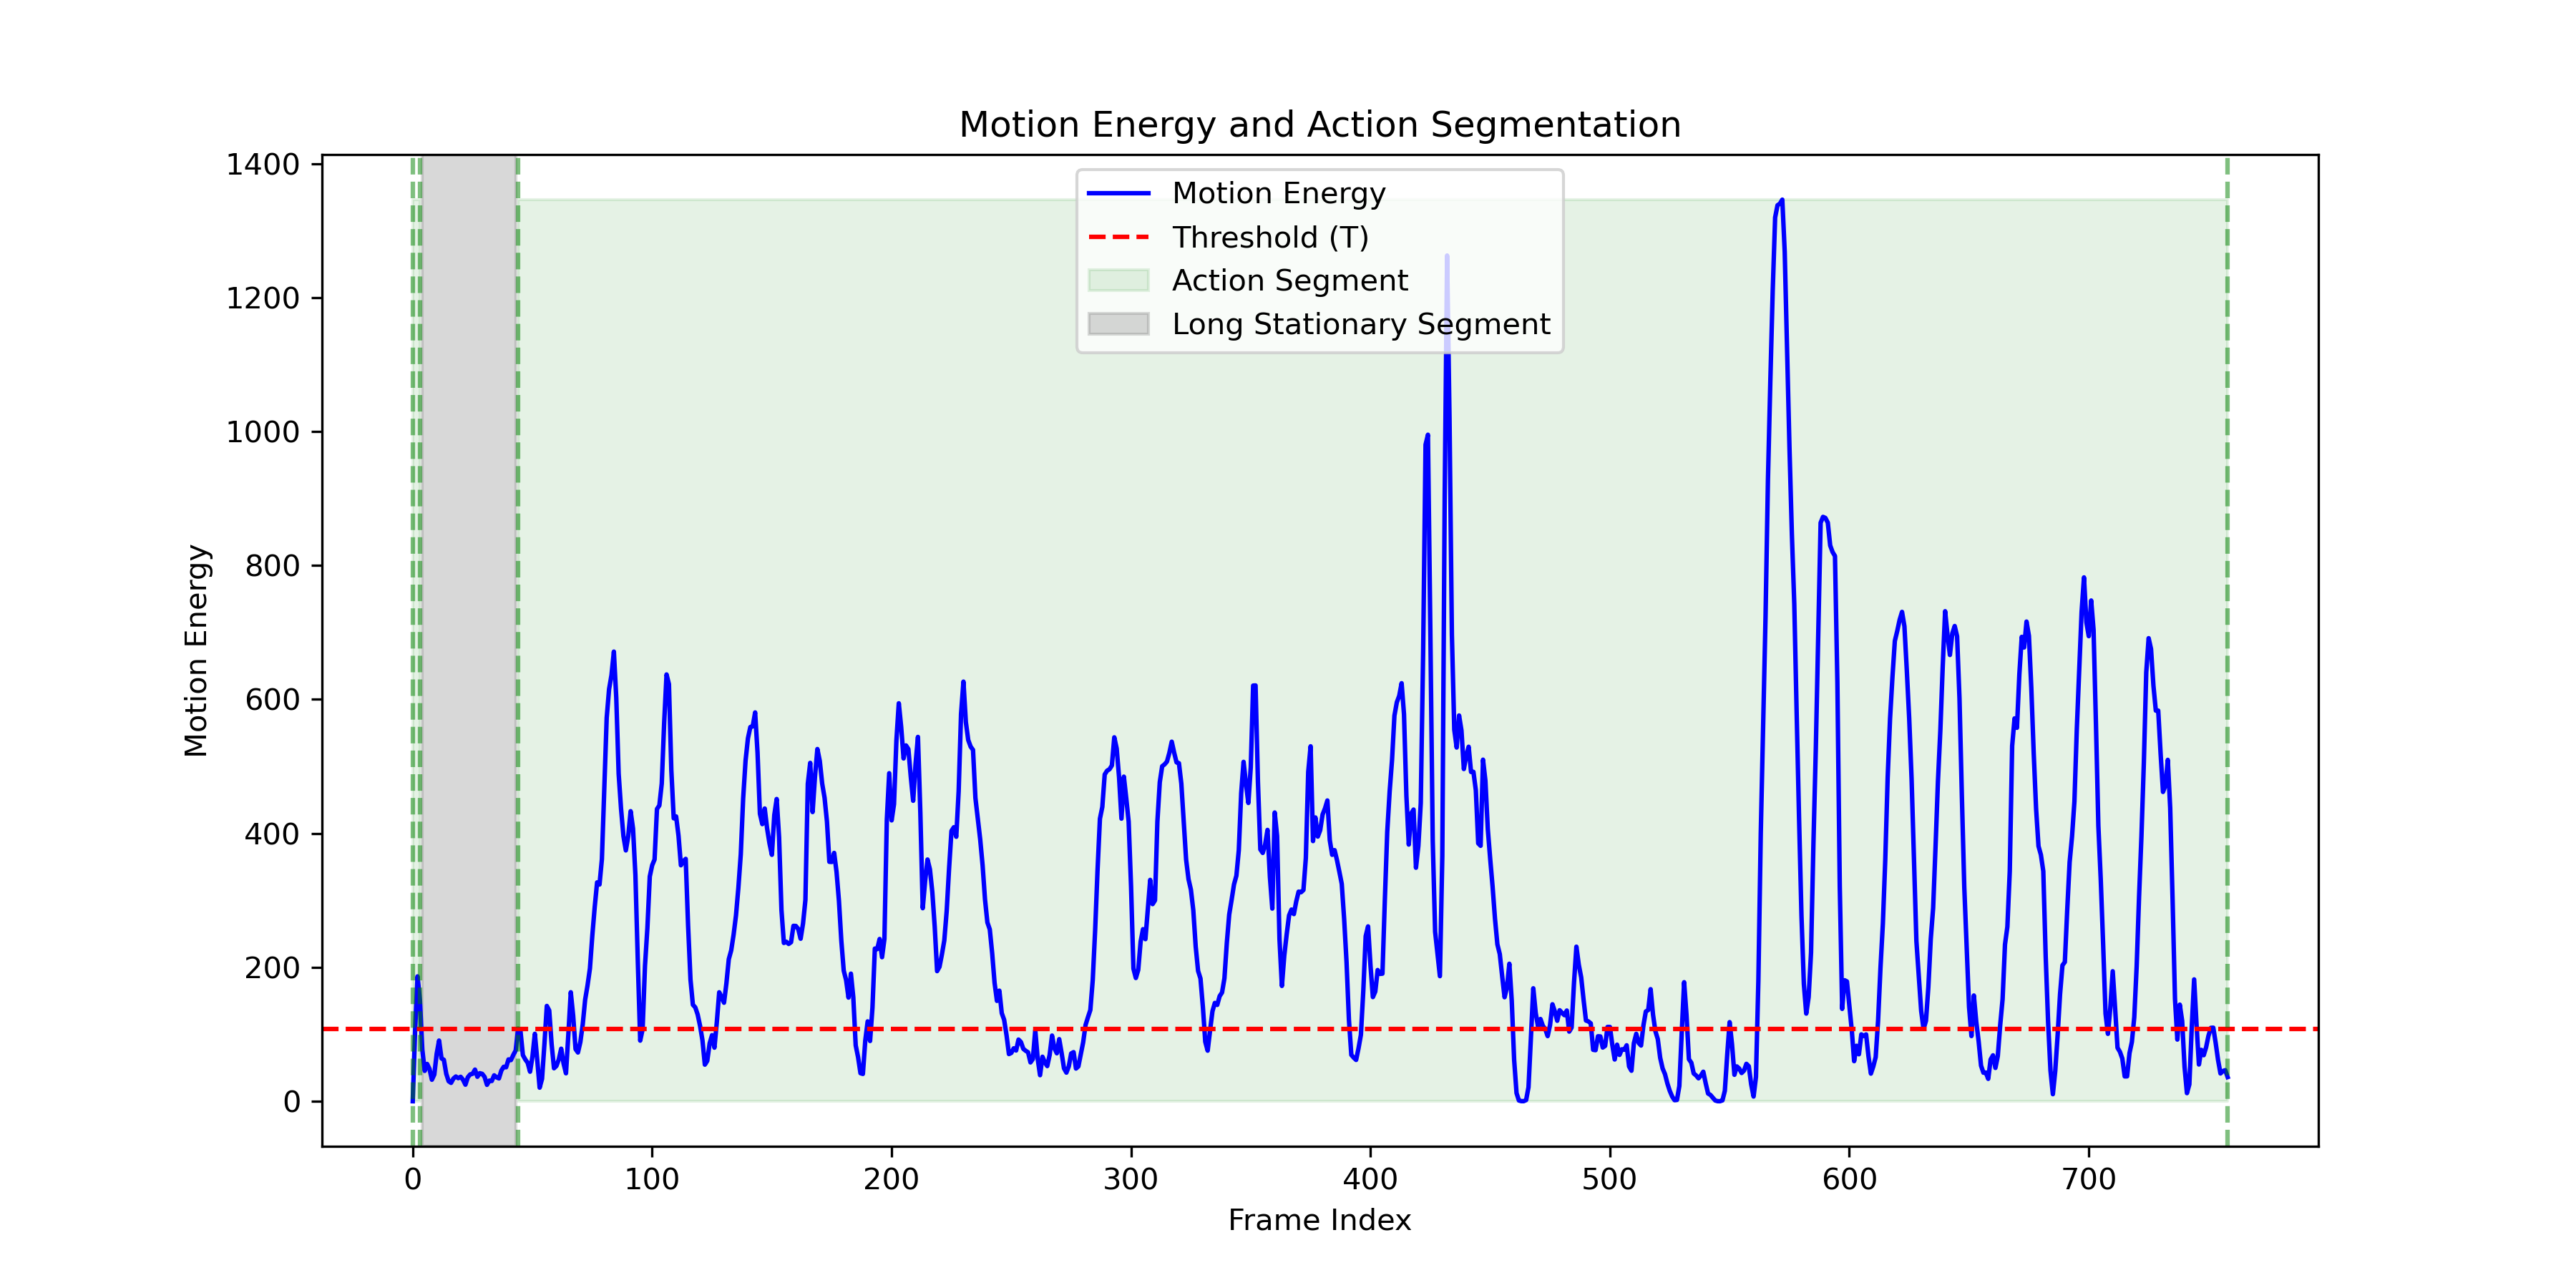 Motion Energy and Action Segmentation
Motion Energy
Threshold (T)
Action Segment
Long Stationary Segment
Motion Energy
1400
1200
1000
800
600
400
200
0
0 100 200 300 400 500 600 700
Frame Index